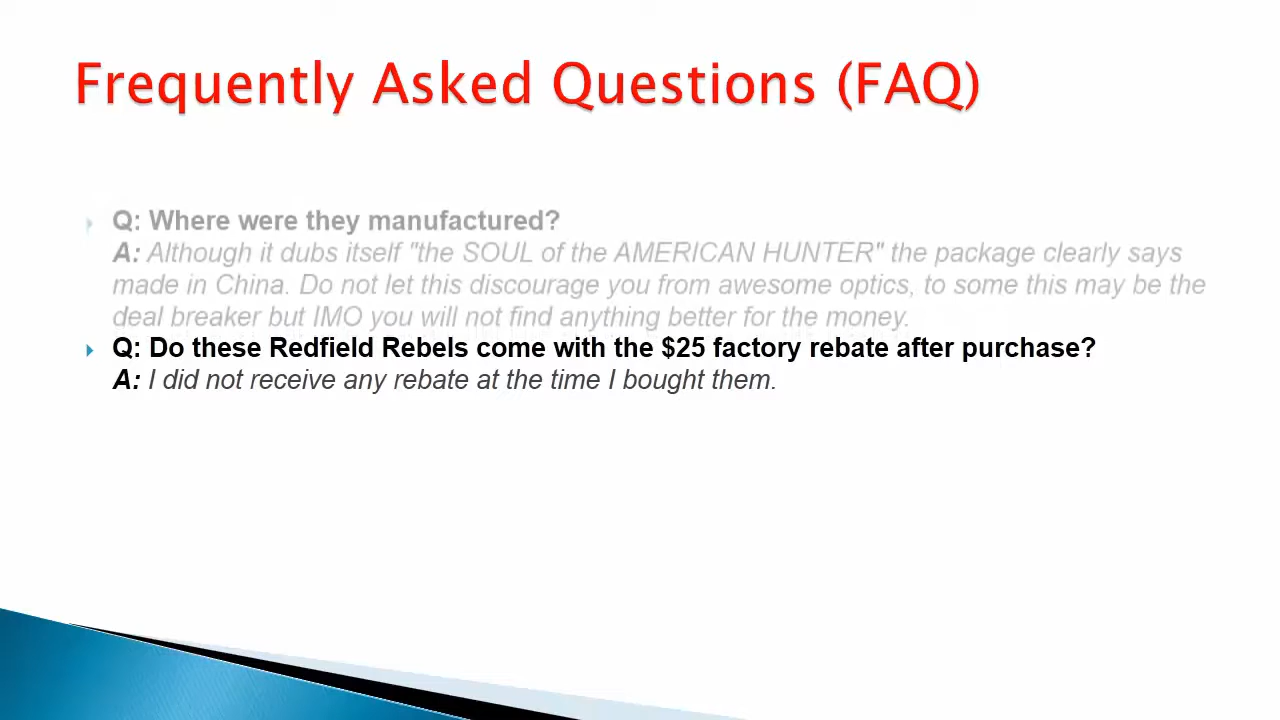 Frequently Asked Questions (FAQ)
Q: Where were they manufactured?
A: Although it dubs itself "the SOUL of the AMERICAN HUNTER" the package clearly says
made in China. Do not let this discourage you from awesome optics, to some this may be the
deal breaker but IMO you will not find anything better for the money.
Q: Do these Redfield Rebels come with the $25 factory rebate after purchase?
A: I did not receive any rebate at the time I bought them.